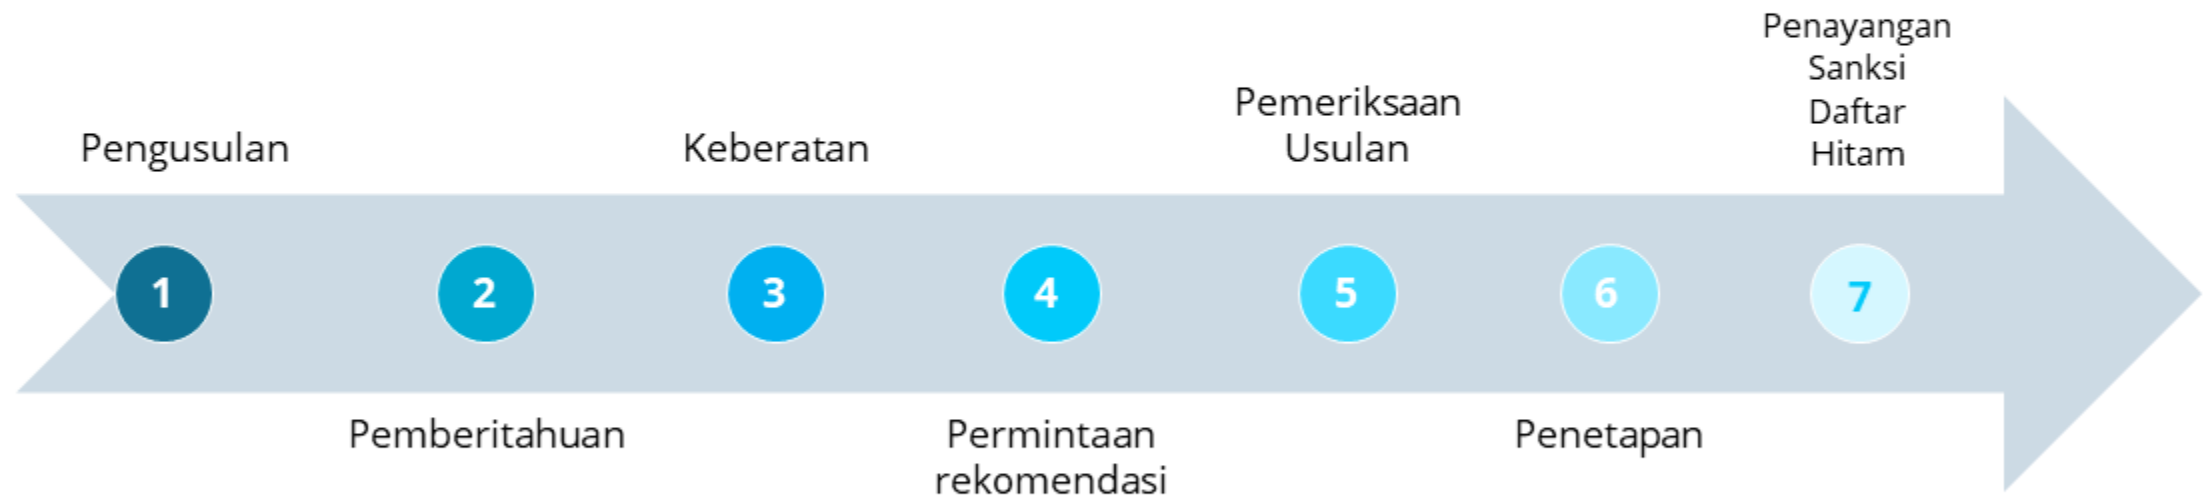 Pengusulan
1
2
Pemberitahuan
Keberatan
3
4
Permintaan
rekomendasi
Pemeriksaan
Usulan
5
6
Penetapan
Penayangan
Sanksi
Daftar
Hitam
7